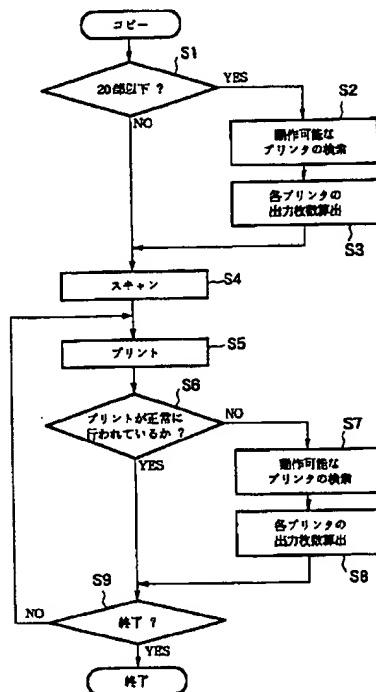 コピー
S1
20部以下 ?
YES
NO
S2
動作可能な
プリンタの検索
各プリンタの
出力枚数算出
S3
スキャン
S4
プリント
S5
S6
プリントが正常に
行われているか ?
NO
YES
S7
動作可能な
プリンタの検索
各プリンタの
出力枚数算出
S8
S9
終了 ?
NO
YES
終了